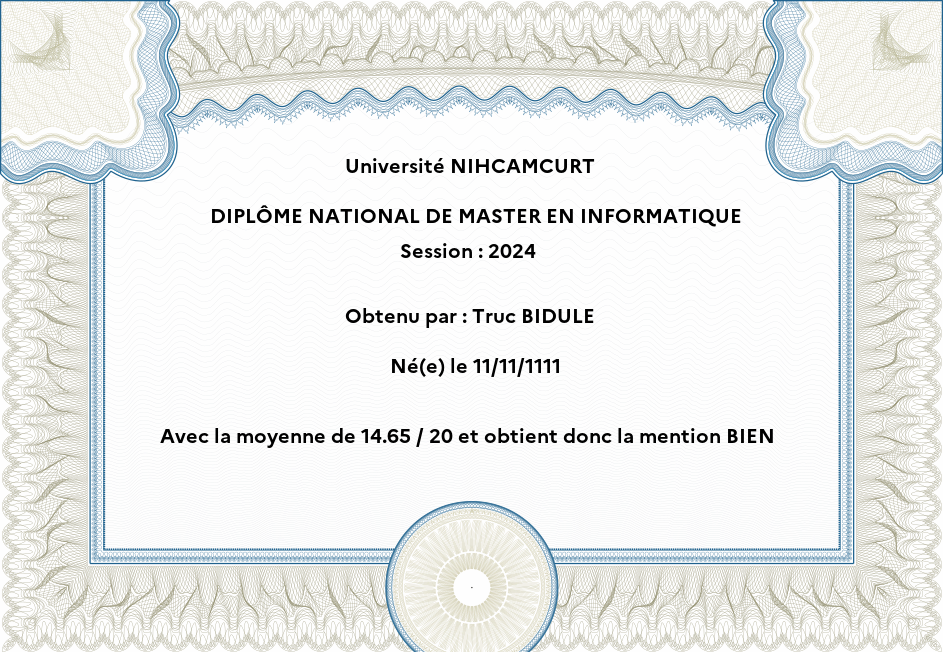 Université NIHCAMCURT
DIPLÔME NATIONAL DE MASTER EN INFORMATIQUE
Session : 2024
Obtenu par : Truc BIDULE
Né(e) le 11/11/1111
Avec la moyenne de 14.65 / 20 et obtient donc la mention BIEN